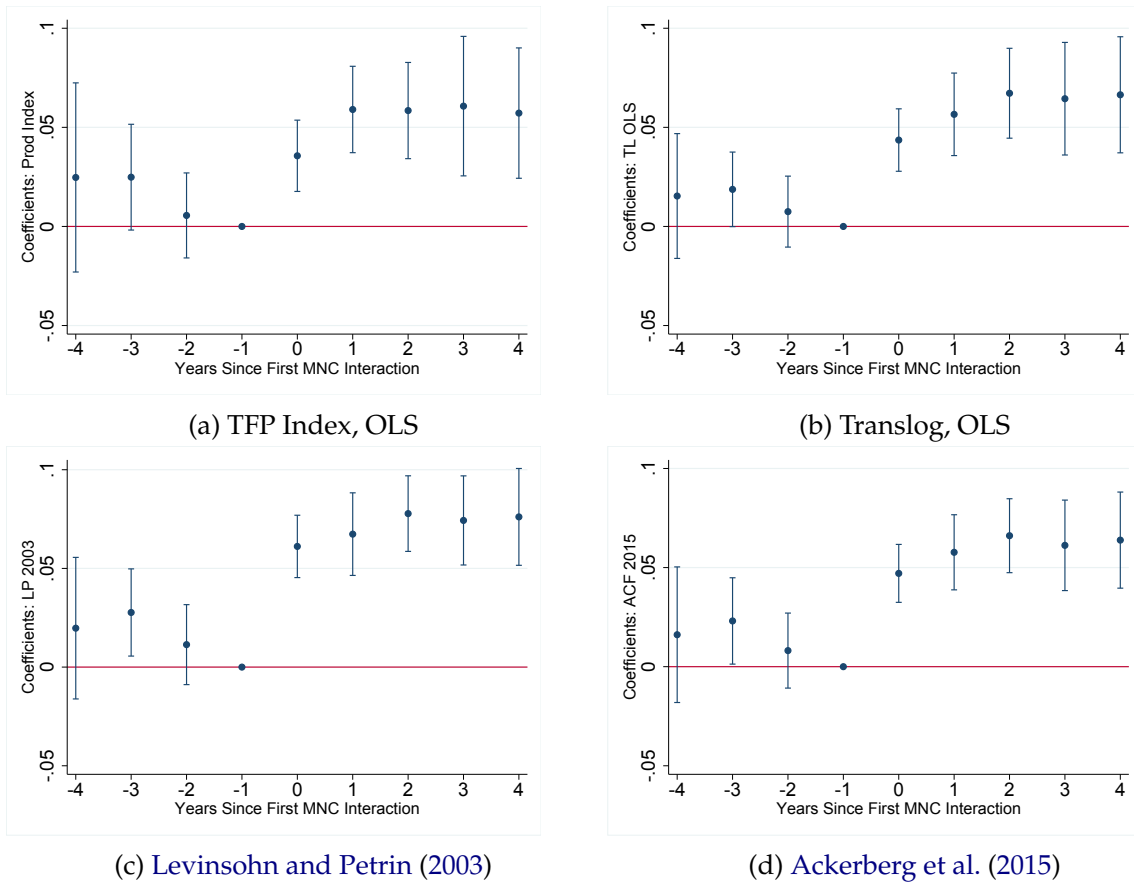 Coefficients: Prod Index
.1
.05
0
-.05
-4 -3 -2 -1 0 1 2 3 4
Years Since First MNC Interaction
(a) TFP Index, OLS
Coefficients: TL OLS
.1
.05
0
-.05
-4 -3 -2 -1 0 1 2 3 4
Years Since First MNC Interaction
(b) Translog, OLS
Coefficients: LP 2003
.1
.05
0
-.05
-4 -3 -2 -1 0 1 2 3 4
Years Since First MNC Interaction
(c) Levinsohn and Petrin (2003)
Coefficients: ACF 2015
.1
.05
0
-.05
-4 -3 -2 -1 0 1 2 3 4
Years Since First MNC Interaction
(d) Ackerberg et al. (2015)